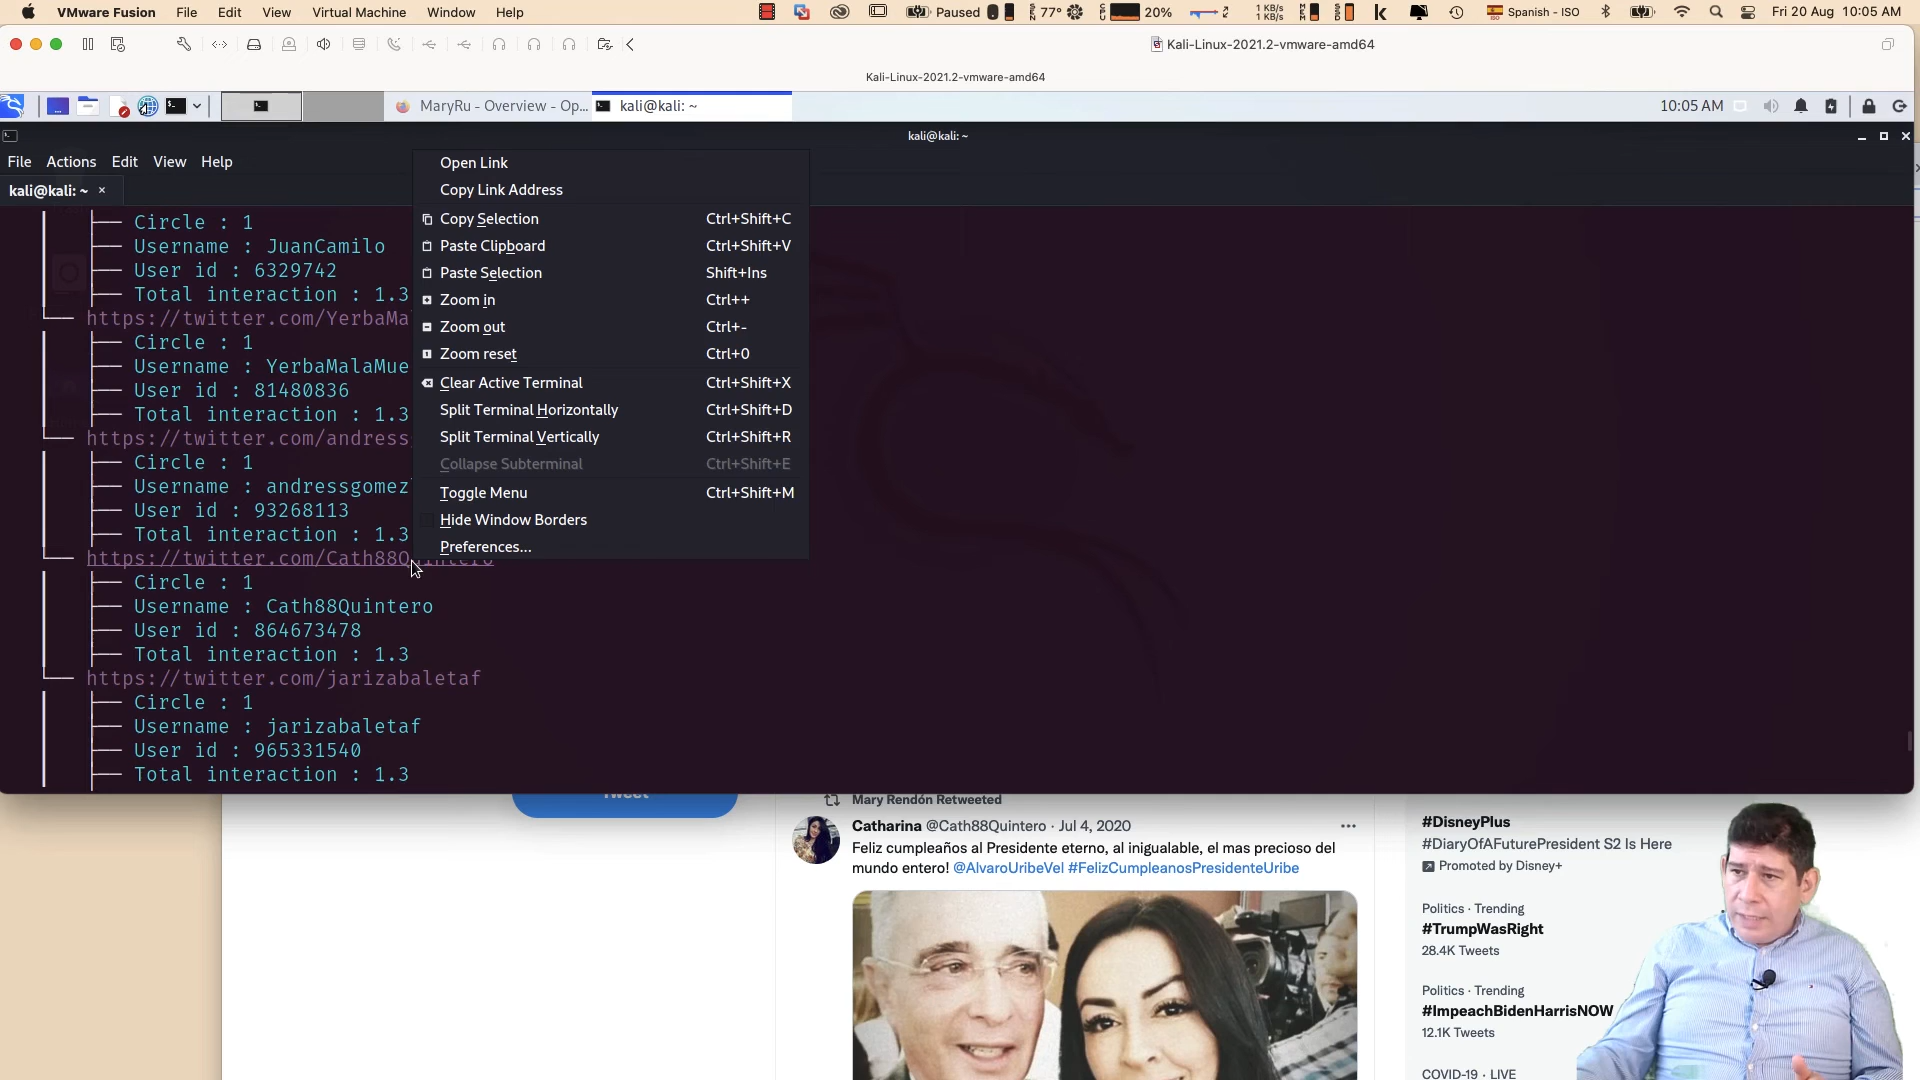 VMware Fusion File Edit View Virtual Machine Window Help
Paused
77°
20%
1 KB/s
1 KB/s
Spanish - ISO
Fri 20 Aug 10:05 AM
Kali-Linux-2021.2-vmware-amd64
Kali-Linux-2021.2-vmware-amd64
MaryRu - Overview - Op...
kali@kali: ~
10:05 AM
kali@kali: ~
File Actions Edit View Help
kali@kali: ~ ×
├── Circle : 1
├── Username : JuanCamilo
├── User id : 6329742
├── Total interaction : 1.3
└── https://twitter.com/YerbaMa
├── Circle : 1
├── Username : YerbaMalaMue
├── User id : 81480836
├── Total interaction : 1.3
└── https://twitter.com/andress
├── Circle : 1
├── Username : andressgomez
├── User id : 93268113
├── Total interaction : 1.3
└── https://twitter.com/Cath88Quintero
├── Circle : 1
├── Username : Cath88Quintero
├── User id : 864673478
├── Total interaction : 1.3
└── https://twitter.com/jarizabaletaf
├── Circle : 1
├── Username : jarizabaletaf
├── User id : 965331540
├── Total interaction : 1.3
Open Link
Copy Link Address
Copy Selection Ctrl+Shift+C
Paste Clipboard Ctrl+Shift+V
Paste Selection Shift+Ins
Zoom in Ctrl++
Zoom out Ctrl+-
Zoom reset Ctrl+0
Clear Active Terminal Ctrl+Shift+X
Split Terminal Horizontally Ctrl+Shift+D
Split Terminal Vertically Ctrl+Shift+R
Collapse Subterminal Ctrl+Shift+E
Toggle Menu Ctrl+Shift+M
Hide Window Borders
Preferences...
Tweet
Mary Rendón Retweeted
Catharina @Cath88Quintero · Jul 4, 2020
Feliz cumpleaños al Presidente eterno, al inigualable, el mas precioso del
mundo entero! @AlvaroUribeVel #FelizCumpleanosPresidenteUribe
#DisneyPlus
#DiaryOfAFuturePresident S2 Is Here
Promoted by Disney+
Politics · Trending
#TrumpWasRight
28.4K Tweets
Politics · Trending
#ImpeachBidenHarrisNOW
12.1K Tweets
COVID-19 · LIVE